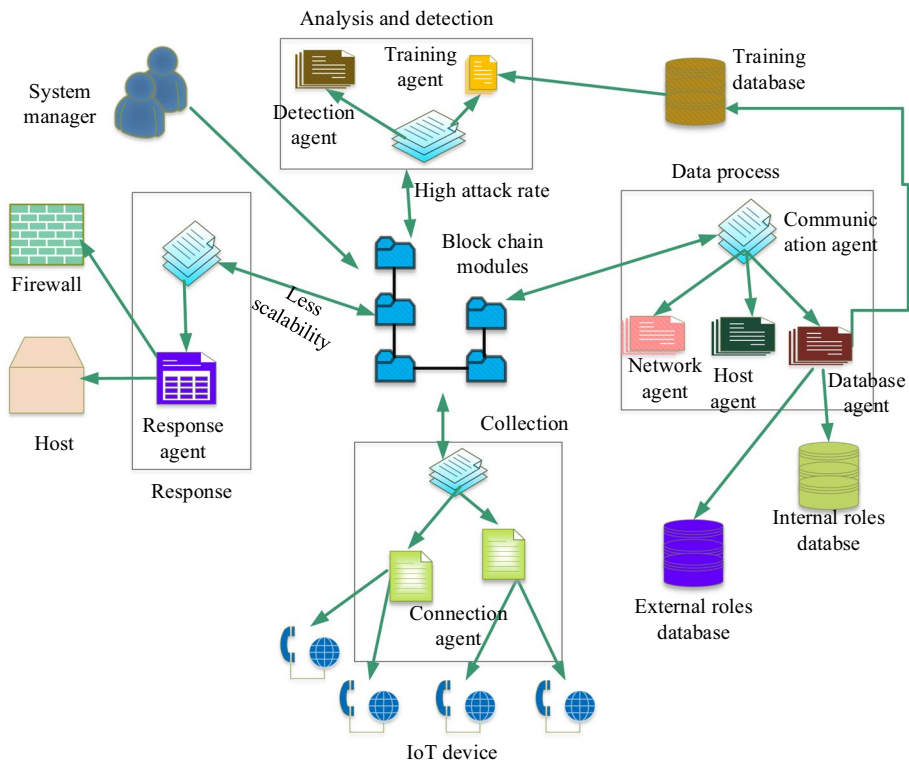 Analysis and detection
System
manager
Training
agent
Detection
agent
Training
database
High attack rate
Data process
Communic
ation agent
Block chain
modules
Firewall
Less
scalability
Network
agent
Host
agent
Database
agent
Host
Response
agent
Response
Collection
Connection
agent
Internal roles
databse
External roles
database
IoT device